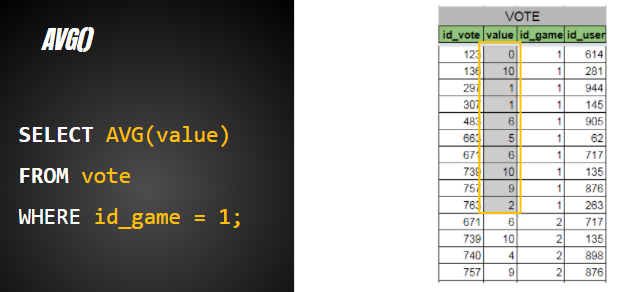 AVG()
SELECT AVG(value)
FROM vote
WHERE id_game = 1;
VOTE
id_vote value id_game id_user
123 0 1 614
136 10 1 281
297 1 1 944
307 1 1 145
483 6 1 905
663 5 1 62
671 6 1 717
739 10 1 135
757 9 1 876
763 2 1 263
671 6 2 717
739 10 2 135
740 4 2 898
757 9 2 876